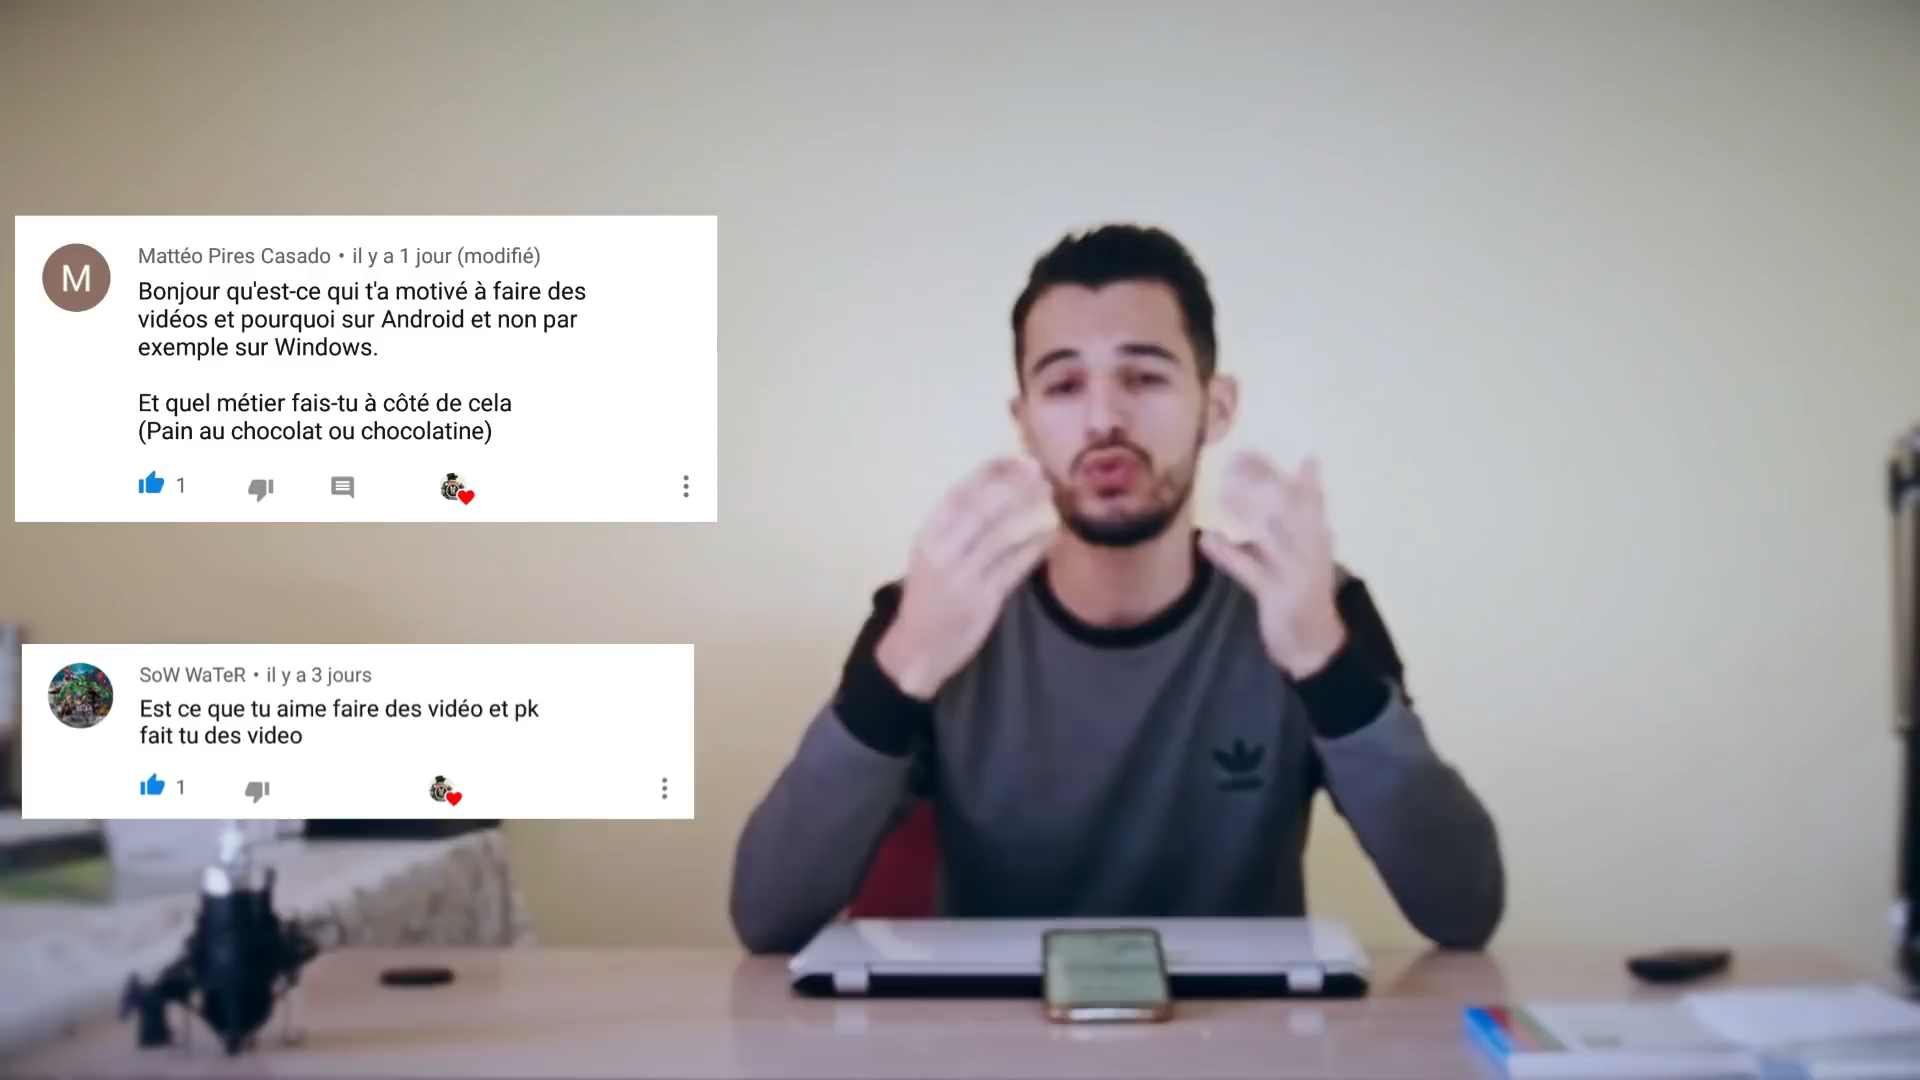 Mattéo Pires Casado • il y a 1 jour (modifié)
M
Bonjour qu'est-ce qui t'a motivé à faire des
vidéos et pourquoi sur Android et non par
exemple sur Windows.
Et quel métier fais-tu à côté de cela
(Pain au chocolat ou chocolatine)
1
SoW WaTeR • il y a 3 jours
Est ce que tu aime faire des vidéo et pk
fait tu des video
1